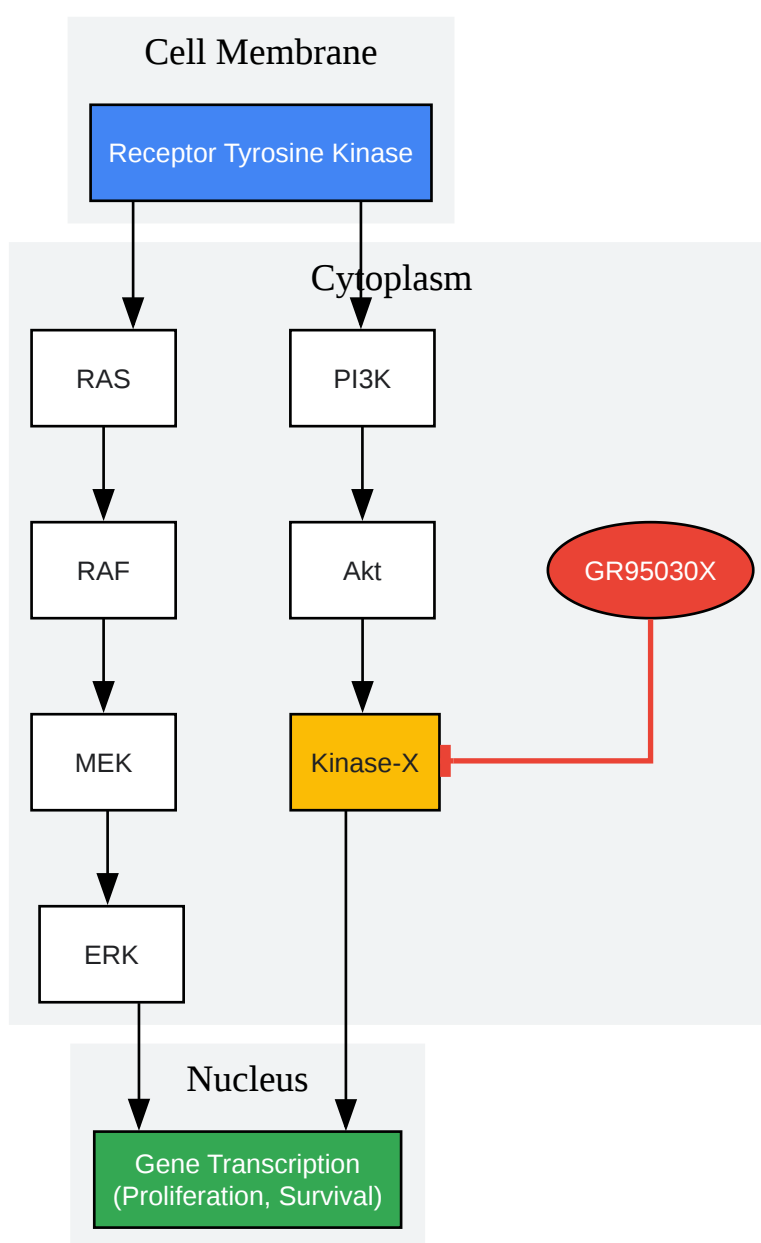 Cell Membrane
Receptor Tyrosine Kinase
Cytoplasm
RAS
PI3K
RAF
Akt
GR95030X
MEK
Kinase-X
ERK
Nucleus
Gene Transcription
(Proliferation, Survival)